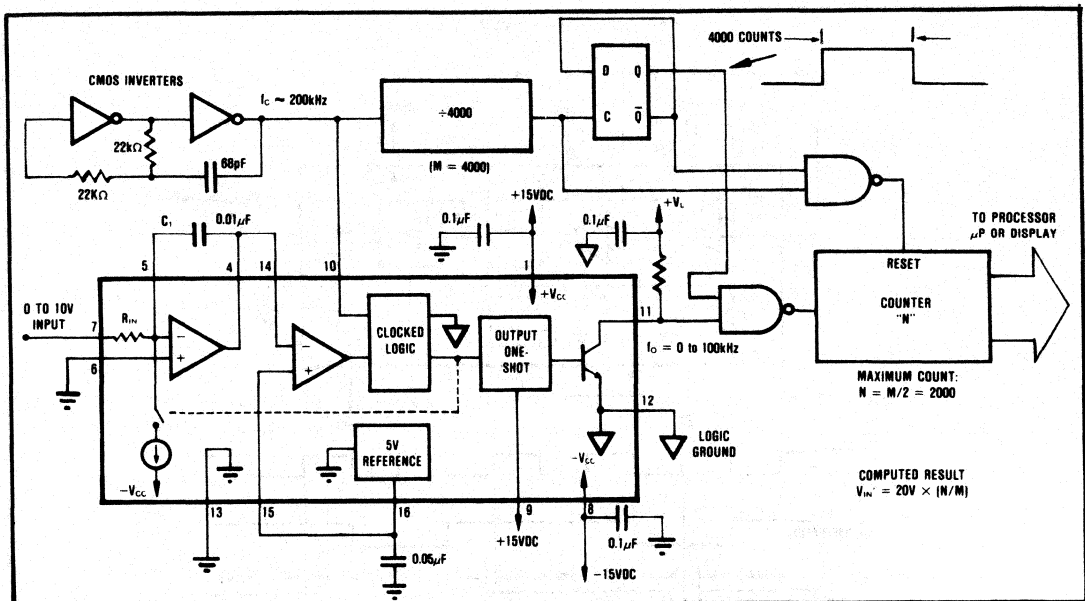 4000 COUNTS
CMOS INVERTERS
D Q
C Q̅
f_C ~ 200kHz
÷4000
(M = 4000)
22kΩ
68pF
22KΩ
+15VDC
+V_L
0.1μF
0.1μF
C₁ 0.01μF
TO PROCESSOR
μP OR DISPLAY
5 4 14 10 1
+V_CC
RESET
COUNTER
"N"
0 TO 10V
INPUT
7
R_IN
6
−
+
−
+
CLOCKED
LOGIC
OUTPUT
ONE-
SHOT
11
f_O = 0 to 100kHz
MAXIMUM COUNT:
N = M/2 = 2000
12
LOGIC
GROUND
5V
REFERENCE
−V_CC
−V_CC
COMPUTED RESULT
V_IN' = 20V × (N/M)
13 15 16 9 8
+15VDC
0.1μF
0.05μF
−15VDC